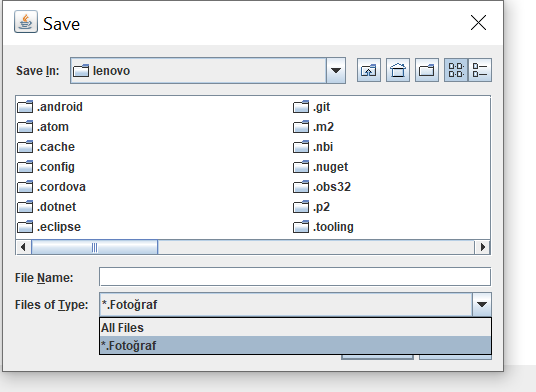 Save
Save In: lenovo
.android
.atom
.cache
.config
.cordova
.dotnet
.eclipse
.git
.m2
.nbi
.nuget
.obs32
.p2
.tooling
File Name:
Files of Type: *.Fotoğraf
All Files
*.Fotoğraf